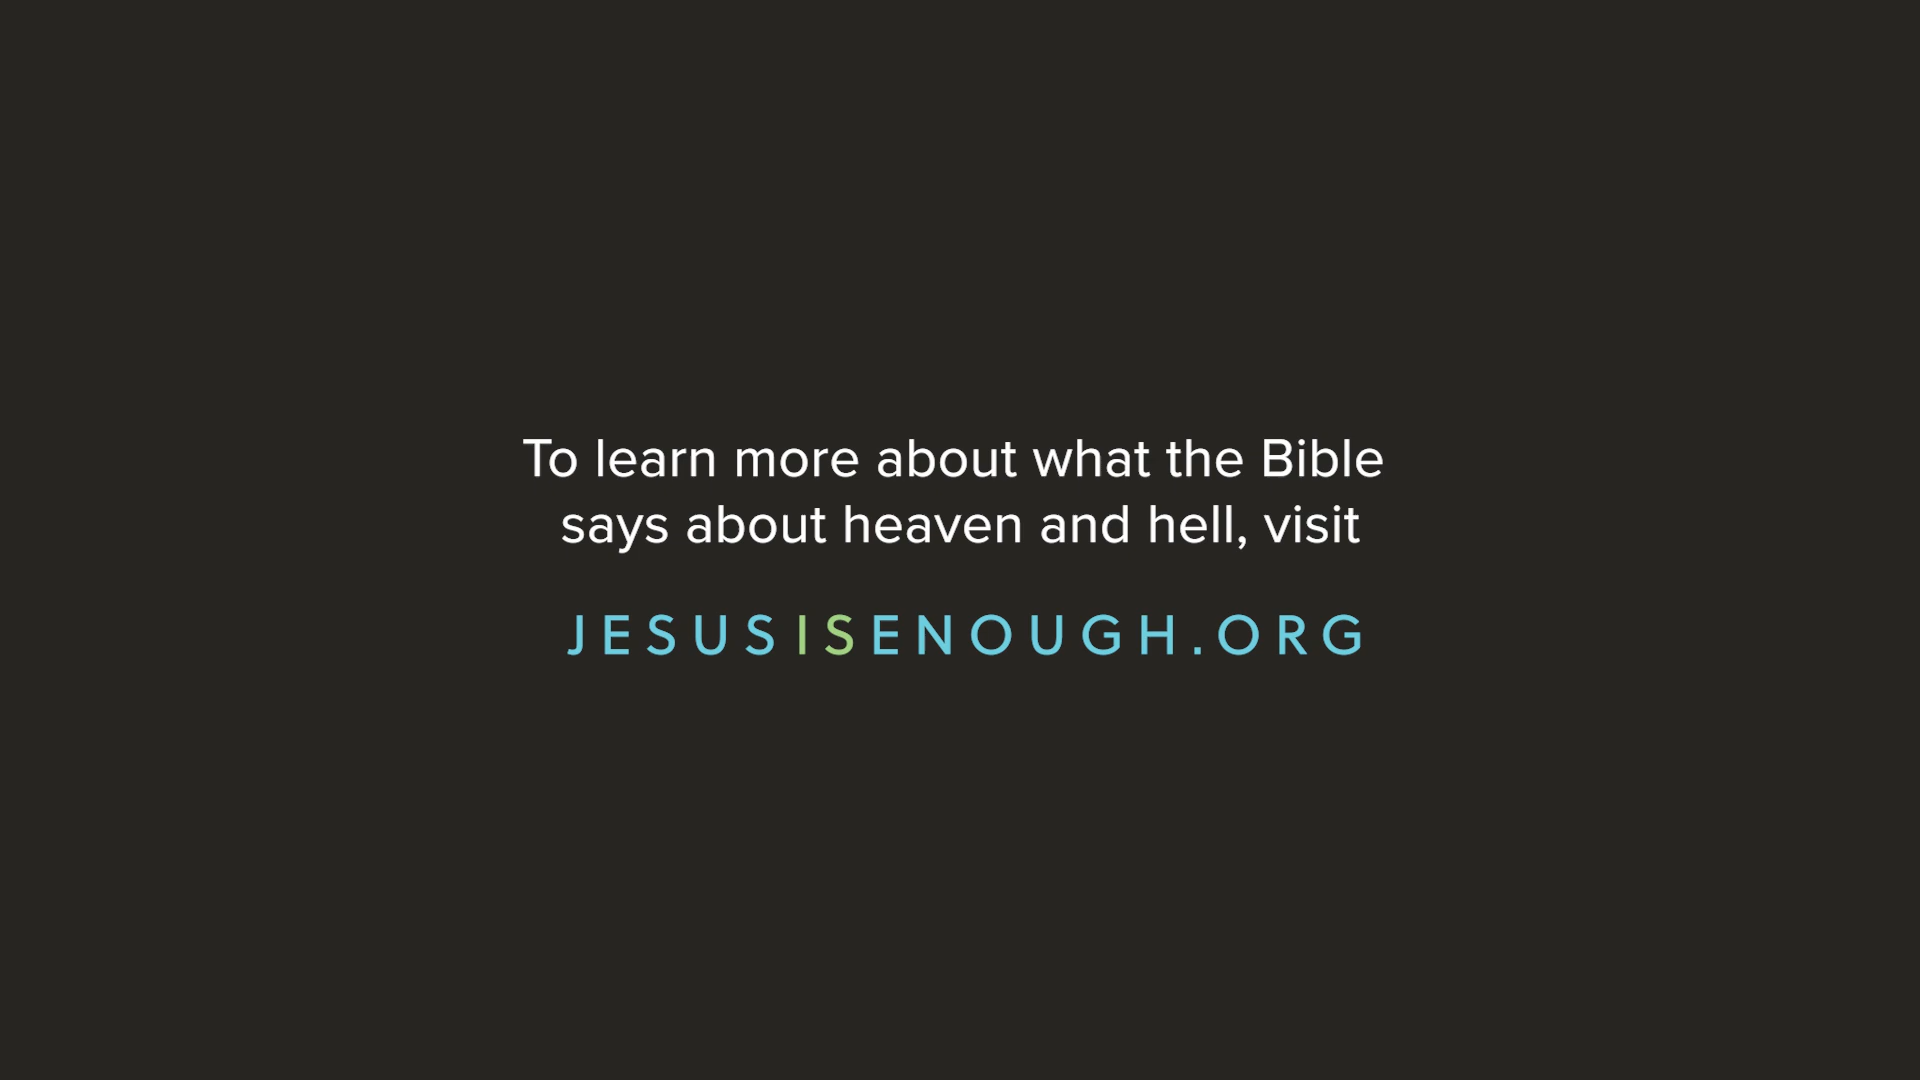 To learn more about what the Bible
says about heaven and hell, visit
JESUSISENOUGH.ORG